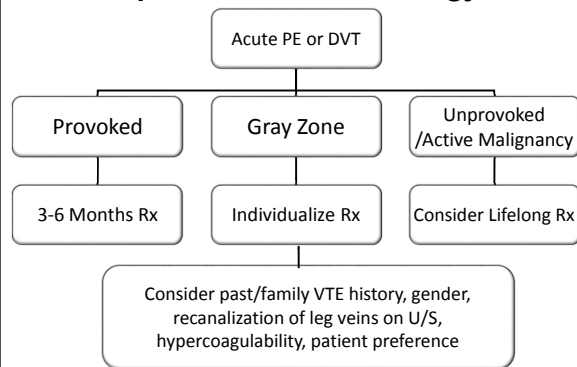 Acute PE or DVT
Provoked
Gray Zone
Unprovoked
/Active Malignancy
3-6 Months Rx
Individualize Rx
Consider Lifelong Rx
Consider past/family VTE history, gender,
recanalization of leg veins on U/S,
hypercoagulability, patient preference